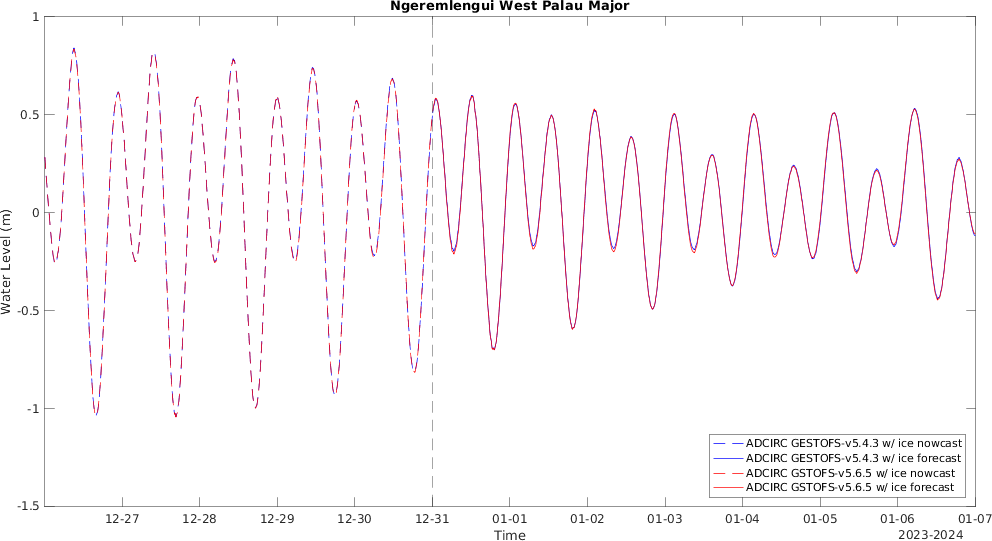 Ngeremlengui West Palau Major
Water Level (m)
1
0.5
0
-0.5
-1
-1.5
ADCIRC GESTOFS-v5.4.3 w/ ice nowcast
ADCIRC GESTOFS-v5.4.3 w/ ice forecast
ADCIRC GSTOFS-v5.6.5 w/ ice nowcast
ADCIRC GSTOFS-v5.6.5 w/ ice forecast
12-27 12-28 12-29 12-30 12-31 01-01 01-02 01-03 01-04 01-05 01-06 01-07
Time
2023-2024